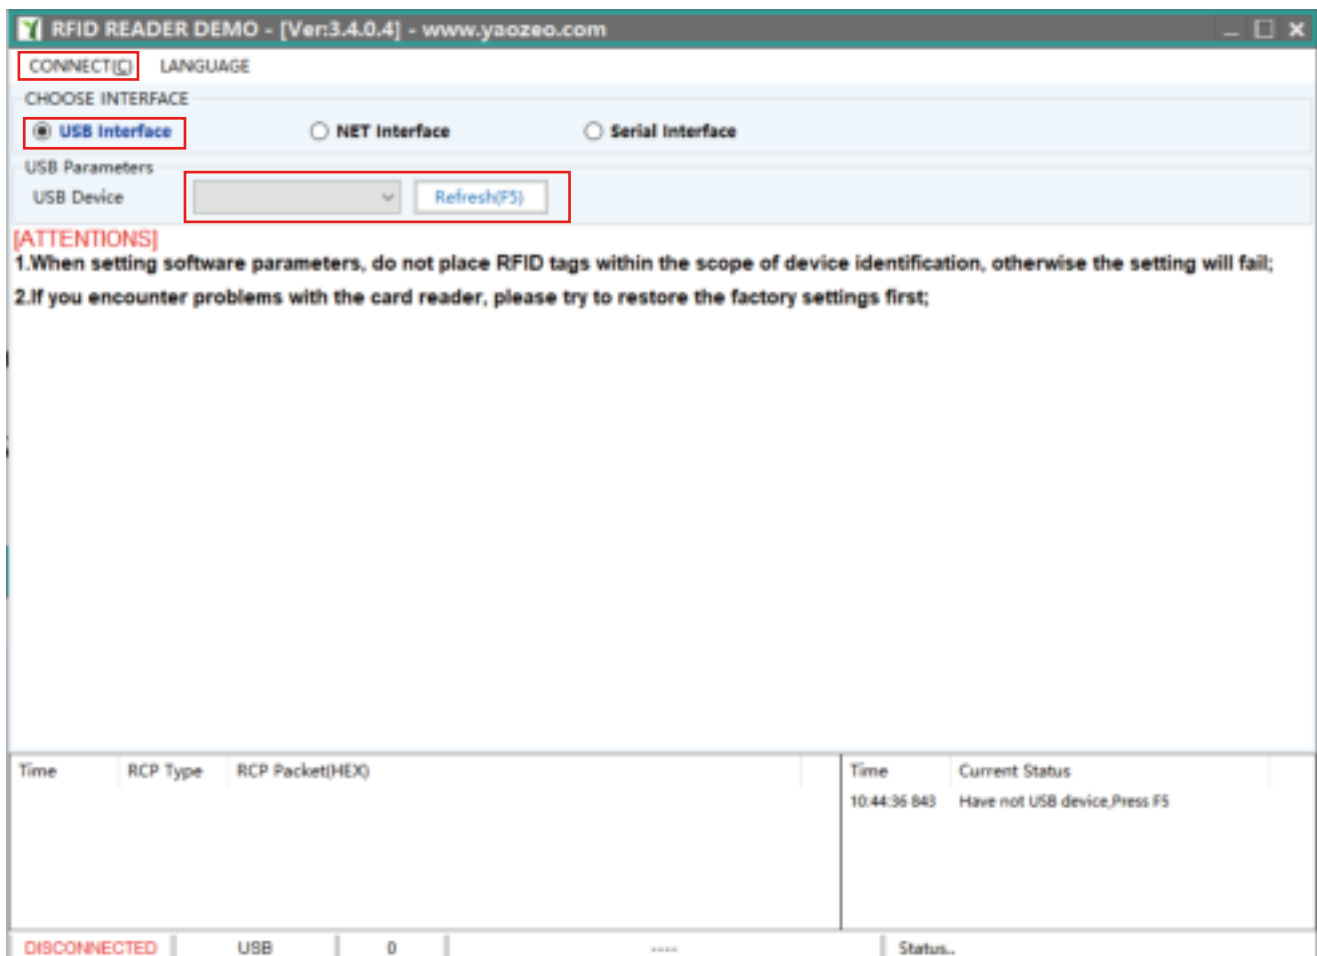 RFID READER DEMO - [Ver:3.4.0.4] - www.yaozeo.com
CONNECT(C) LANGUAGE
CHOOSE INTERFACE
USB Interface NET Interface Serial Interface
USB Parameters
USB Device Refresh(F5)
[ATTENTIONS]
1.When setting software parameters, do not place RFID tags within the scope of device identification, otherwise the setting will fail;
2.If you encounter problems with the card reader, please try to restore the factory settings first;
Time RCP Type RCP Packet(HEX) Time Current Status
10:44:36 843 Have not USB device,Press F5
DISCONNECTED USB 0 ---- Status..